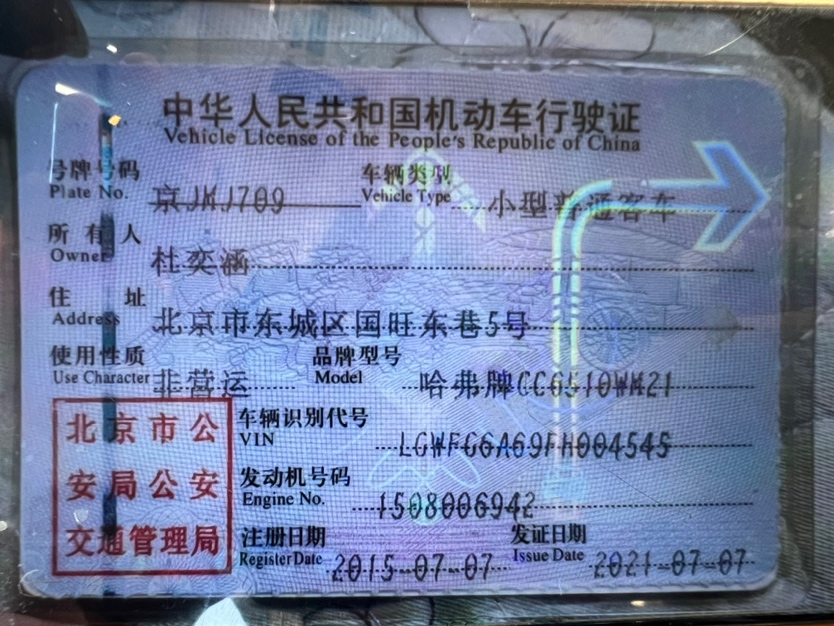 中华人民共和国机动车行驶证
Vehicle License of the People's Republic of China
号牌号码 京JMJ709 车辆类型 小型普通客车
Plate No. Vehicle Type
所有人 杜奕涵
Owner
住址 北京市东城区国旺东巷5号
Address
使用性质 非营运 品牌型号 哈弗牌CC6510WM21
Use Character Model
北京市公
安局公安
交通管理局
车辆识别代号 LGWFG6A69FH004545
VIN
发动机号码 1508006942
Engine No.
注册日期 2015-07-07 发证日期 2021-07-07
Register Date Issue Date